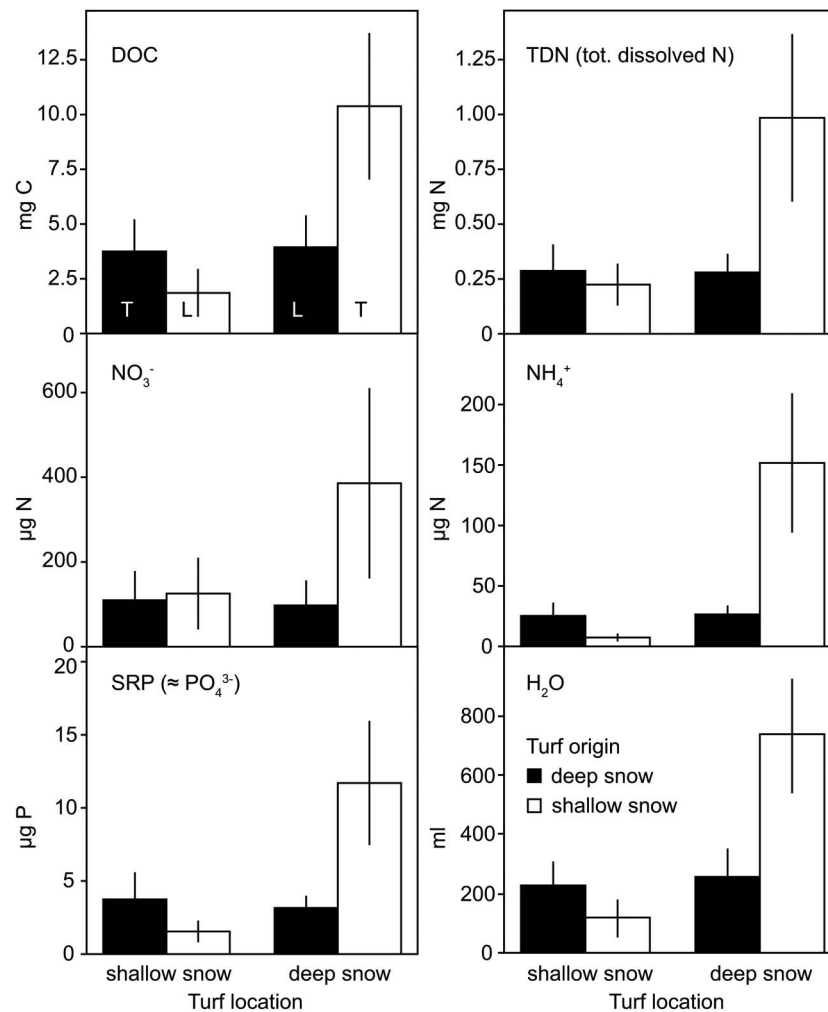 DOC
12.5
10.0
7.5
5.0
2.5
0
mg C
T L L T
TDN (tot. dissolved N)
1.25
1.00
0.75
0.50
0.25
0
mg N
NO₃⁻
600
400
200
0
µg N
NH₄⁺
200
150
100
50
0
µg N
SRP (≈ PO₄³⁻)
20
15
10
5
0
µg P
shallow snow deep snow
Turf location
H₂O
Turf origin
deep snow
shallow snow
800
600
400
200
0
ml
shallow snow deep snow
Turf location